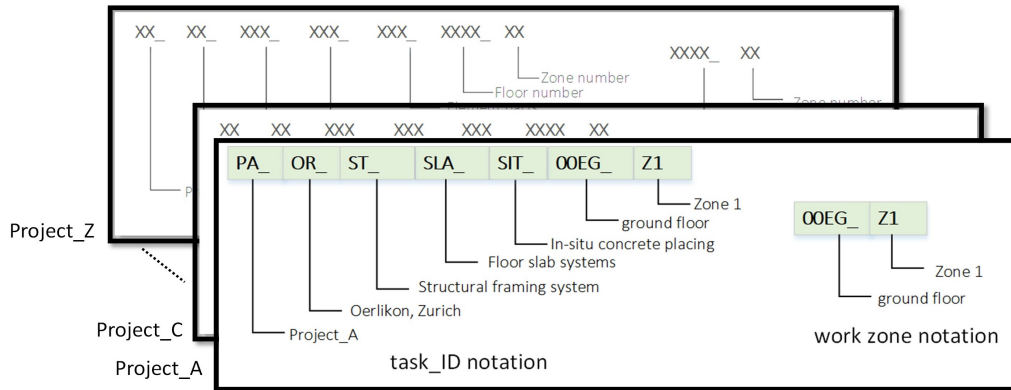 XX_ XX_ XXX_ XXX_ XXX_ XXXX_ XX
XXXX_ XX
Zone number
Floor number
Zone number
XX XX XXX XXX XXX XXXX XX
PA_ OR_ ST_ SLA_ SIT_ 00EG_ Z1
Zone 1
ground floor
In-situ concrete placing
Floor slab systems
Structural framing system
Oerlikon, Zurich
Project_A
00EG_ Z1
Zone 1
ground floor
Project_Z
Project_C
Project_A
task_ID notation
work zone notation